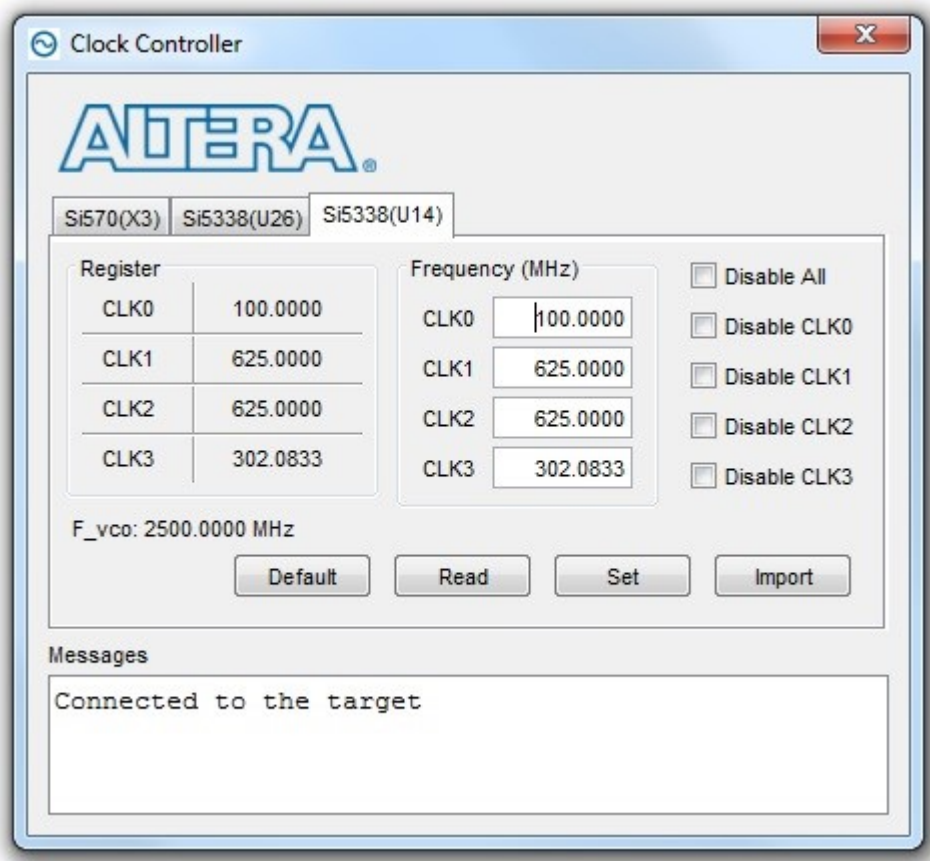 Clock Controller
ALTERA®
Si570(X3) Si5338(U26) Si5338(U14)
Register
CLK0 100.0000
CLK1 625.0000
CLK2 625.0000
CLK3 302.0833
Frequency (MHz)
CLK0 100.0000
CLK1 625.0000
CLK2 625.0000
CLK3 302.0833
Disable All
Disable CLK0
Disable CLK1
Disable CLK2
Disable CLK3
F_vco: 2500.0000 MHz
Default Read Set Import
Messages
Connected to the target